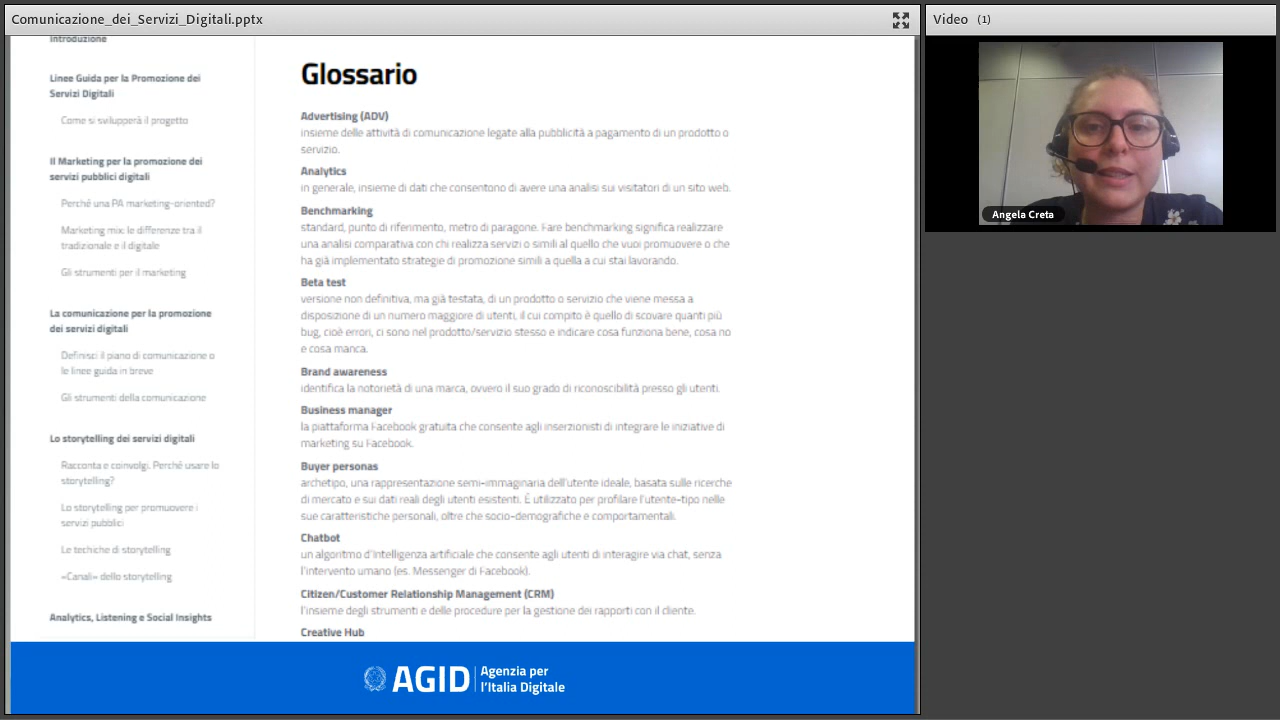 Comunicazione_dei_Servizi_Digitali.pptx
Introduzione
Linee Guida per la Promozione dei
Servizi Digitali
Come si svilupperà il progetto
Il Marketing per la promozione dei
servizi pubblici digitali
Perché una PA marketing-oriented?
Marketing mix: le differenze tra il
tradizionale e il digitale
Gli strumenti per il marketing
La comunicazione per la promozione
dei servizi digitali
Definisci il piano di comunicazione o
le linee guida in breve
Gli strumenti della comunicazione
Lo storytelling dei servizi digitali
Racconta e coinvolgi. Perché usare lo
storytelling?
Lo storytelling per promuovere i
servizi pubblici
Le techiche di storytelling
«Canali» dello storytelling
Analytics, Listening e Social Insights
Glossario
Advertising (ADV)
insieme delle attività di comunicazione legate alla pubblicità a pagamento di un prodotto o
servizio.
Analytics
in generale, insieme di dati che consentono di avere una analisi sui visitatori di un sito web.
Benchmarking
standard, punto di riferimento, metro di paragone. Fare benchmarking significa realizzare
una analisi comparativa con chi realizza servizi o simili al quello che vuoi promuovere o che
ha già implementato strategie di promozione simili a quella a cui stai lavorando.
Beta test
versione non definitiva, ma già testata, di un prodotto o servizio che viene messa a
disposizione di un numero maggiore di utenti, il cui compito è quello di scovare quanti più
bug, cioè errori, ci sono nel prodotto/servizio stesso e indicare cosa funziona bene, cosa no
e cosa manca.
Brand awareness
identifica la notorietà di una marca, ovvero il suo grado di riconoscibilità presso gli utenti.
Business manager
la piattaforma Facebook gratuita che consente agli inserzionisti di integrare le iniziative di
marketing su Facebook.
Buyer personas
archetipo, una rappresentazione semi-immaginaria dell'utente ideale, basata sulle ricerche
di mercato e sui dati reali degli utenti esistenti. È utilizzato per profilare l'utente-tipo nelle
sue caratteristiche personali, oltre che socio-demografiche e comportamentali.
Chatbot
un algoritmo d'intelligenza artificiale che consente agli utenti di interagire via chat, senza
l'intervento umano (es. Messenger di Facebook).
Citizen/Customer Relationship Management (CRM)
l'insieme degli strumenti e delle procedure per la gestione dei rapporti con il cliente.
Creative Hub
AGID
Agenzia per
l'Italia Digitale
Video (1)
Angela Creta